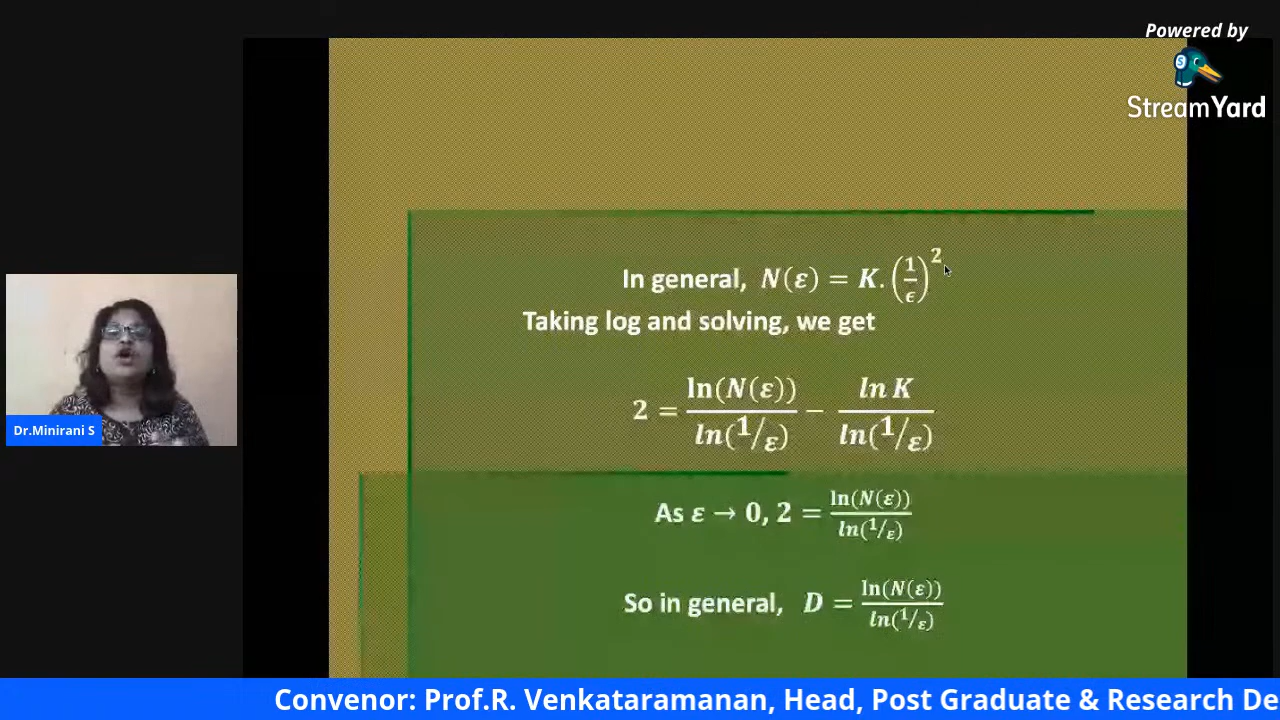 Powered by
StreamYard
In general, N(ε) = K.(1/ϵ)²
Taking log and solving, we get
2 = ln(N(ε))/ln(1/ε) − ln K/ln(1/ε)
As ε → 0, 2 = ln(N(ε))/ln(1/ε)
So in general, D = ln(N(ε))/ln(1/ε)
Dr.Minirani S
Convenor: Prof.R. Venkataramanan, Head, Post Graduate & Research De